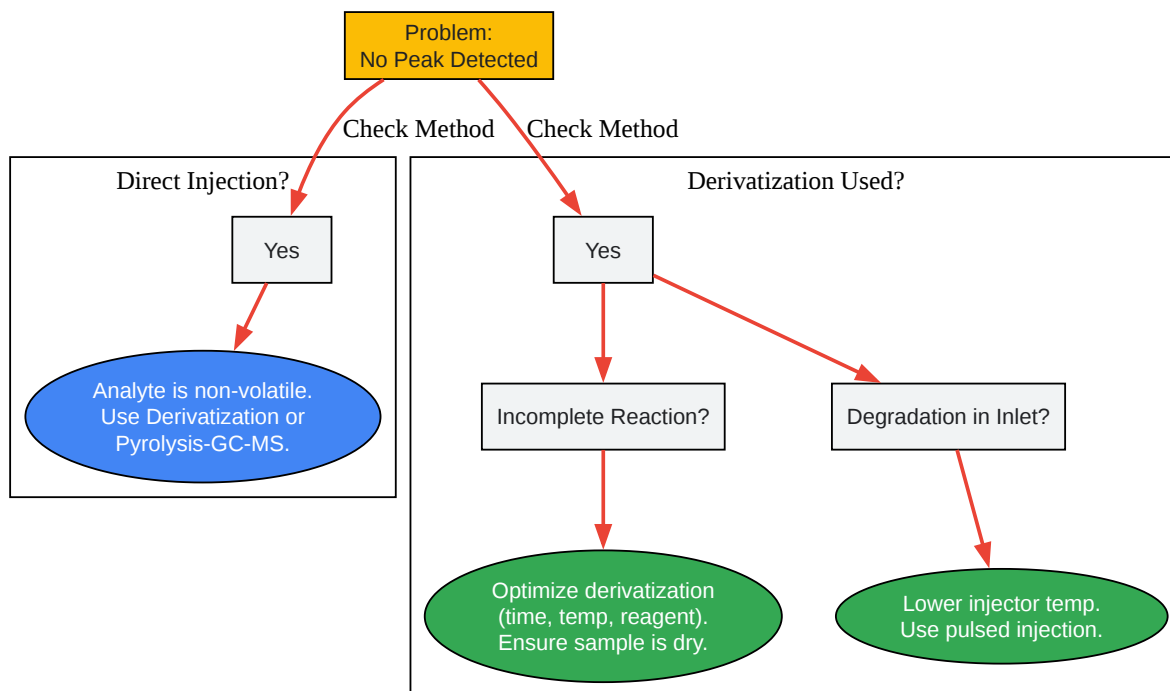 Problem:
No Peak Detected
Check Method
Check Method
Direct Injection?
Derivatization Used?
Yes
Yes
Analyte is non-volatile.
Use Derivatization or
Pyrolysis-GC-MS.
Incomplete Reaction?
Degradation in Inlet?
Optimize derivatization
(time, temp, reagent).
Ensure sample is dry.
Lower injector temp.
Use pulsed injection.